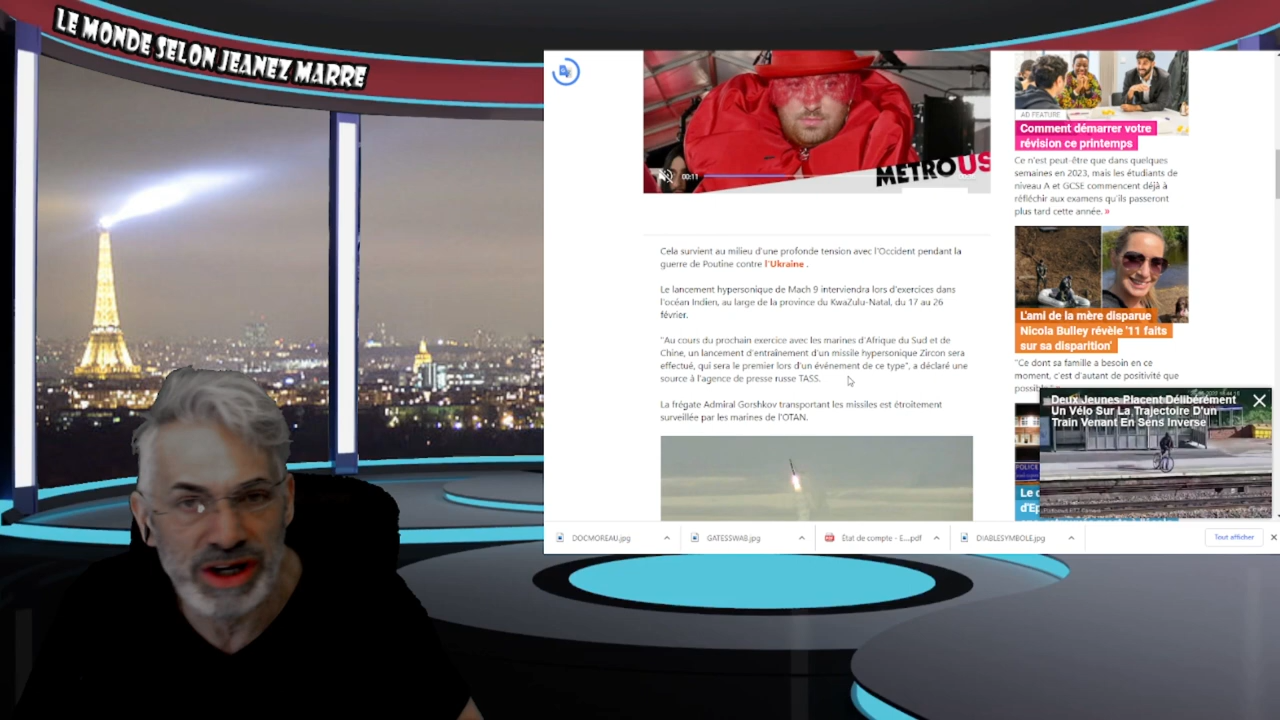 LE MONDE SELON JEANEZ MARRE
METROUS
00:11
Cela survient au milieu d'une profonde tension avec l'Occident pendant la
guerre de Poutine contre l'Ukraine .
Le lancement hypersonique de Mach 9 interviendra lors d'exercices dans
l'océan Indien, au large de la province du KwaZulu-Natal, du 17 au 26
février.
"Au cours du prochain exercice avec les marines d'Afrique du Sud et de
Chine, un lancement d'entraînement d'un missile hypersonique Zircon sera
effectué, qui sera le premier lors d'un événement de ce type", a déclaré une
source à l'agence de presse russe TASS.
La frégate Admiral Gorshkov transportant les missiles est étroitement
surveillée par les marines de l'OTAN.
AD FEATURE
Comment démarrer votre
révision ce printemps
Ce n'est peut-être que dans quelques
semaines en 2023, mais les étudiants de
niveau A et GCSE commencent déjà à
réfléchir aux examens qu'ils passeront
plus tard cette année. »
L'ami de la mère disparue
Nicola Bulley révèle '11 faits
sur sa disparition'
"Ce dont sa famille a besoin en ce
moment, c'est d'autant de positivité que
possible
Deux Jeunes Placent Délibérément
Un Vélo Sur La Trajectoire D'un
Train Venant En Sens Inverse
POLICE
Le
d'Ep
DOCMOREAU.jpg
GATESSWAB.jpg
État de compte - E....pdf
DIABLESYMBOLE.jpg
Tout afficher